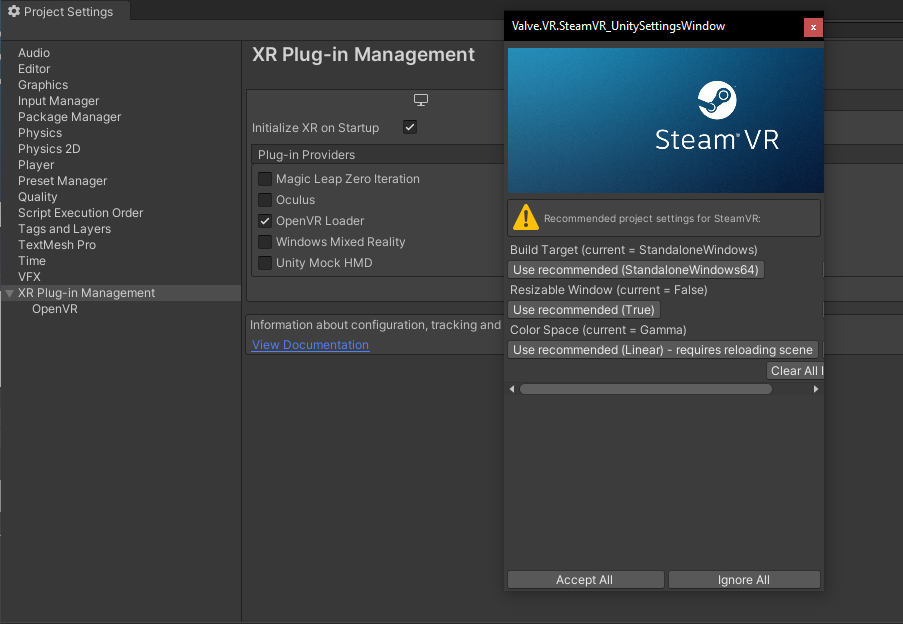 Project Settings
Audio
Editor
Graphics
Input Manager
Package Manager
Physics
Physics 2D
Player
Preset Manager
Quality
Script Execution Order
Tags and Layers
TextMesh Pro
Time
VFX
XR Plug-in Management
OpenVR
XR Plug-in Management
Initialize XR on Startup
Plug-in Providers
Magic Leap Zero Iteration
Oculus
OpenVR Loader
Windows Mixed Reality
Unity Mock HMD
Information about configuration, tracking and
View Documentation
Valve.VR.SteamVR_UnitySettingsWindow
x
Steam VR
Recommended project settings for SteamVR:
Build Target (current = StandaloneWindows)
Use recommended (StandaloneWindows64)
Resizable Window (current = False)
Use recommended (True)
Color Space (current = Gamma)
Use recommended (Linear) - requires reloading scene
Clear All
Accept All
Ignore All